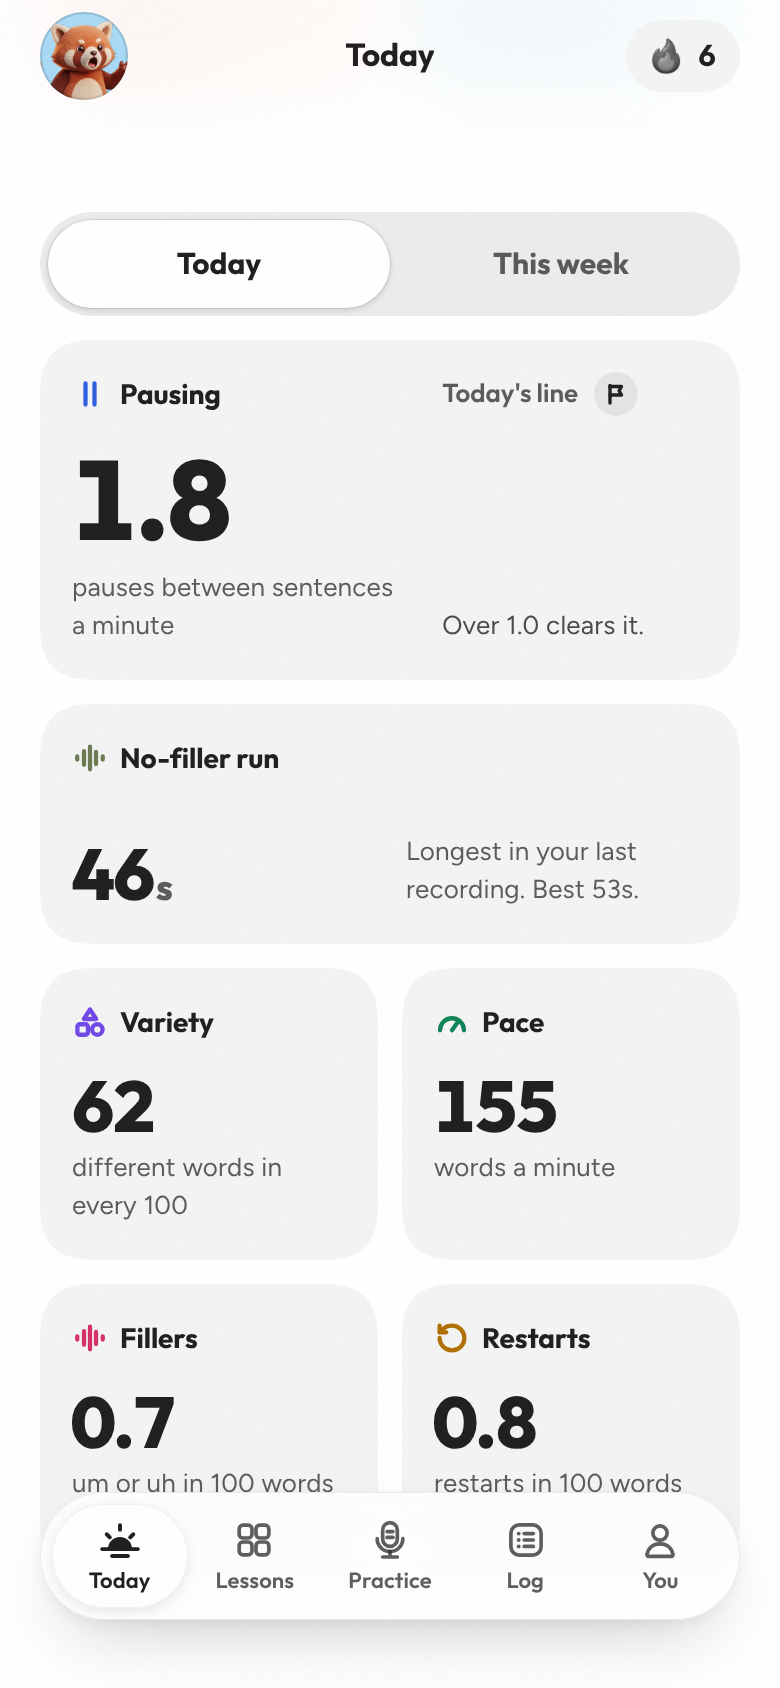 Today
6
Today
This week
Pausing
Today's line
1.8
pauses between sentences
a minute
Over 1.0 clears it.
No-filler run
46s
Longest in your last
recording. Best 53s.
Variety
62
different words in
every 100
Pace
155
words a minute
Fillers
0.7
um or uh in 100 words
Restarts
0.8
restarts in 100 words
Today
Lessons
Practice
Log
You